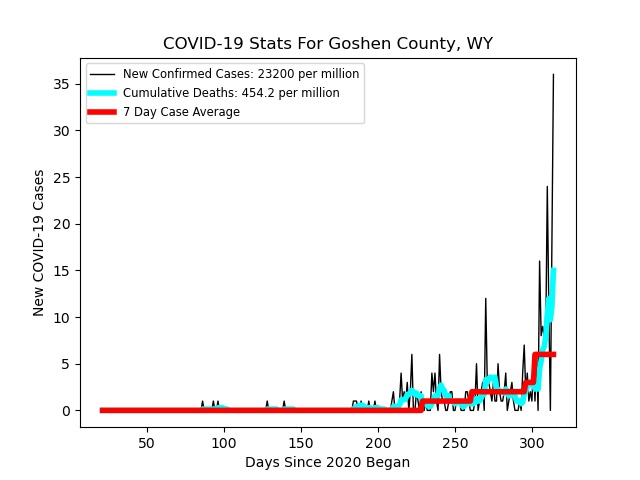 COVID-19 Stats For Goshen County, WY
New Confirmed Cases: 23200 per million
Cumulative Deaths: 454.2 per million
7 Day Case Average
New COVID-19 Cases
35
30
25
20
15
10
5
0
50 100 150 200 250 300
Days Since 2020 Began